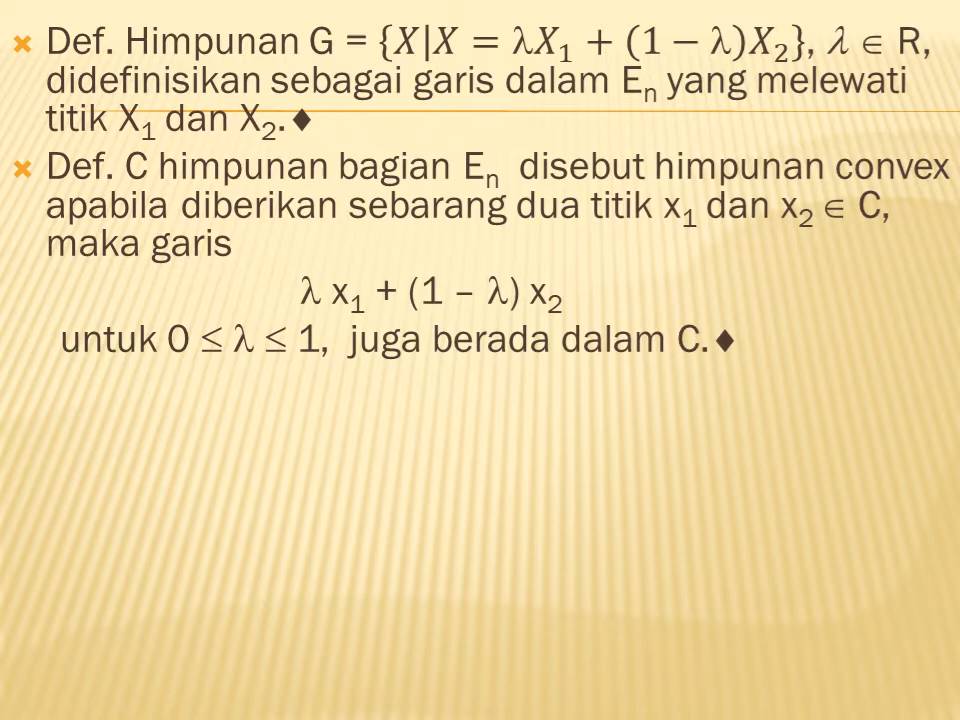 Def. Himpunan G = {𝑋|𝑋 = λ𝑋₁ + (1 − λ)𝑋₂}, 𝜆 ∈ R,
didefinisikan sebagai garis dalam Eₙ yang melewati
titik X₁ dan X₂.♦
Def. C himpunan bagian Eₙ disebut himpunan convex
apabila diberikan sebarang dua titik x₁ dan x₂ ∈ C,
maka garis
λ x₁ + (1 – λ) x₂
untuk 0 ≤ λ ≤ 1, juga berada dalam C.♦